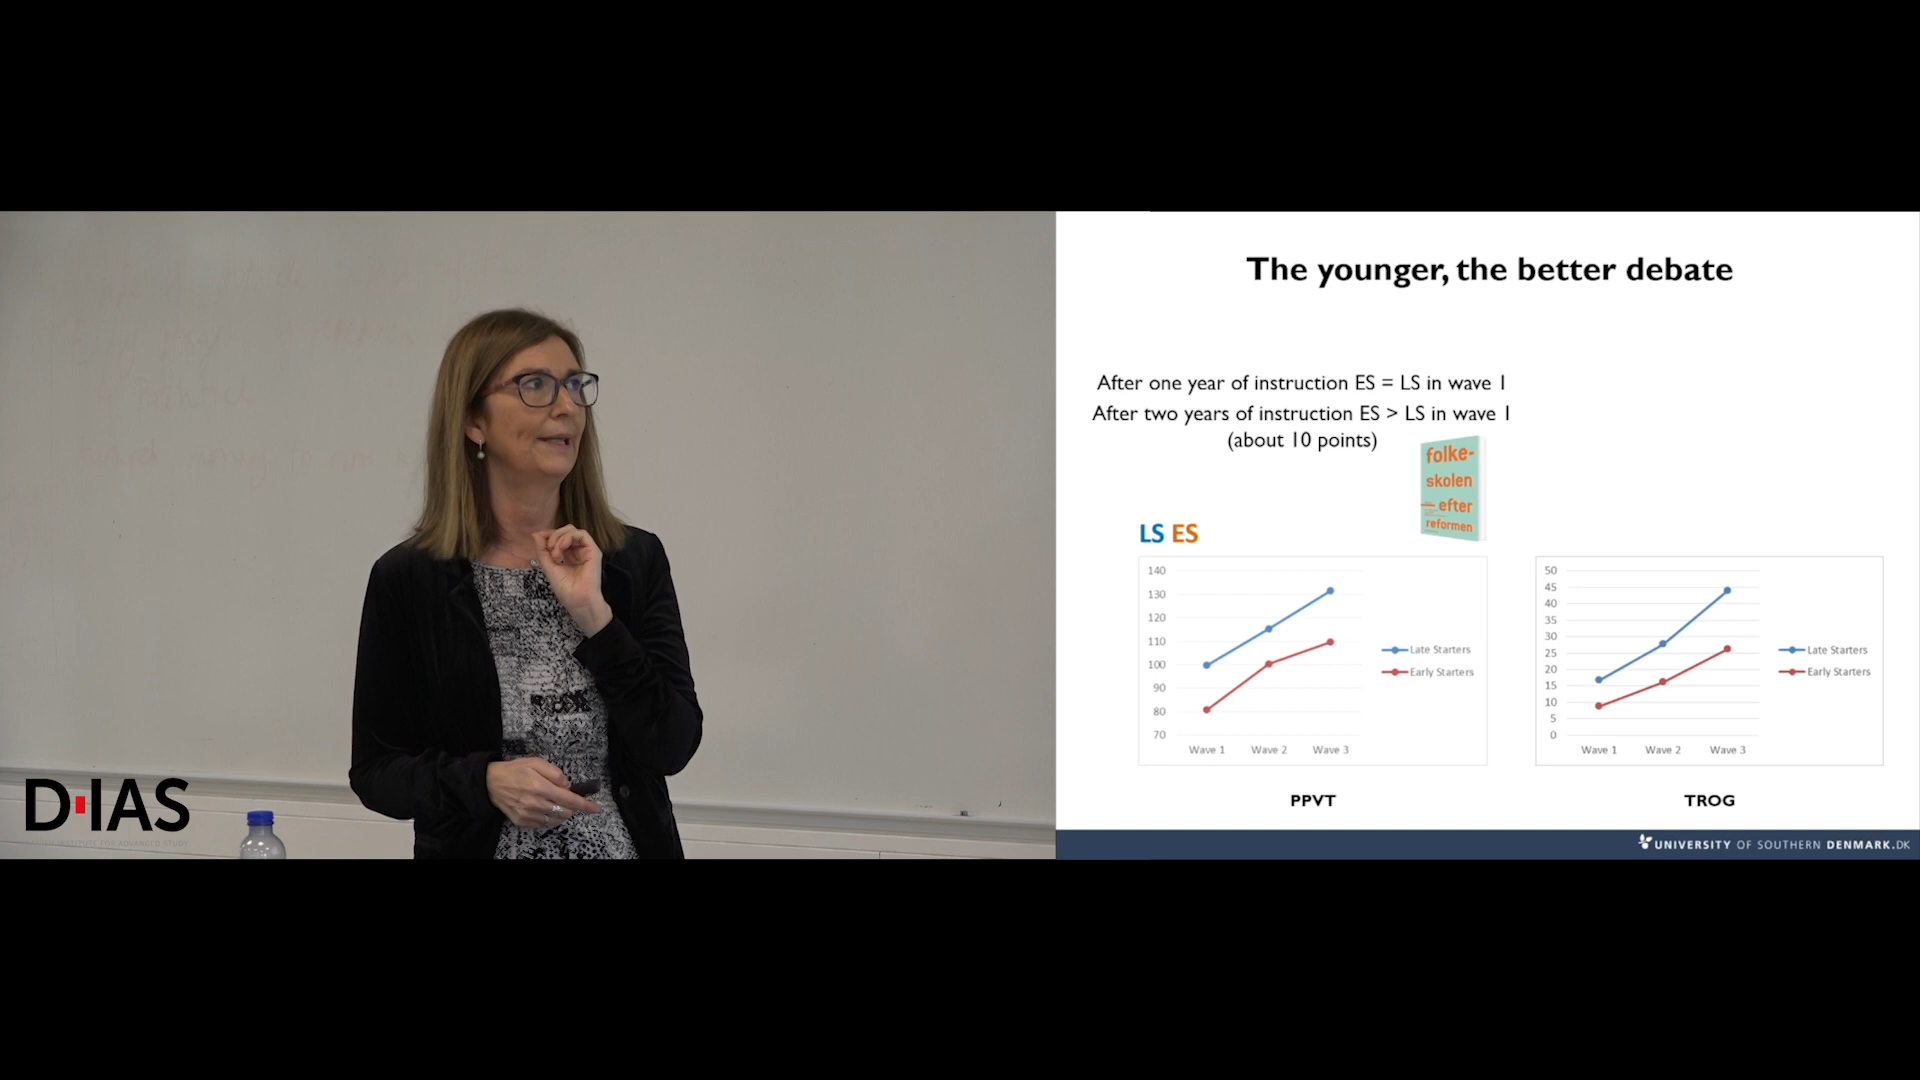 The younger, the better debate
After one year of instruction ES = LS in wave 1
After two years of instruction ES > LS in wave 1
(about 10 points)
folke-
skolen
efter
reformen
LS ES
140
130
120
110
100
90
80
70
Wave 1 Wave 2 Wave 3
Late Starters
Early Starters
PPVT
50
45
40
35
30
25
20
15
10
5
0
Wave 1 Wave 2 Wave 3
Late Starters
Early Starters
TROG
UNIVERSITY OF SOUTHERN DENMARK.DK
D-IAS
INSTITUTE FOR ADVANCED STUDY